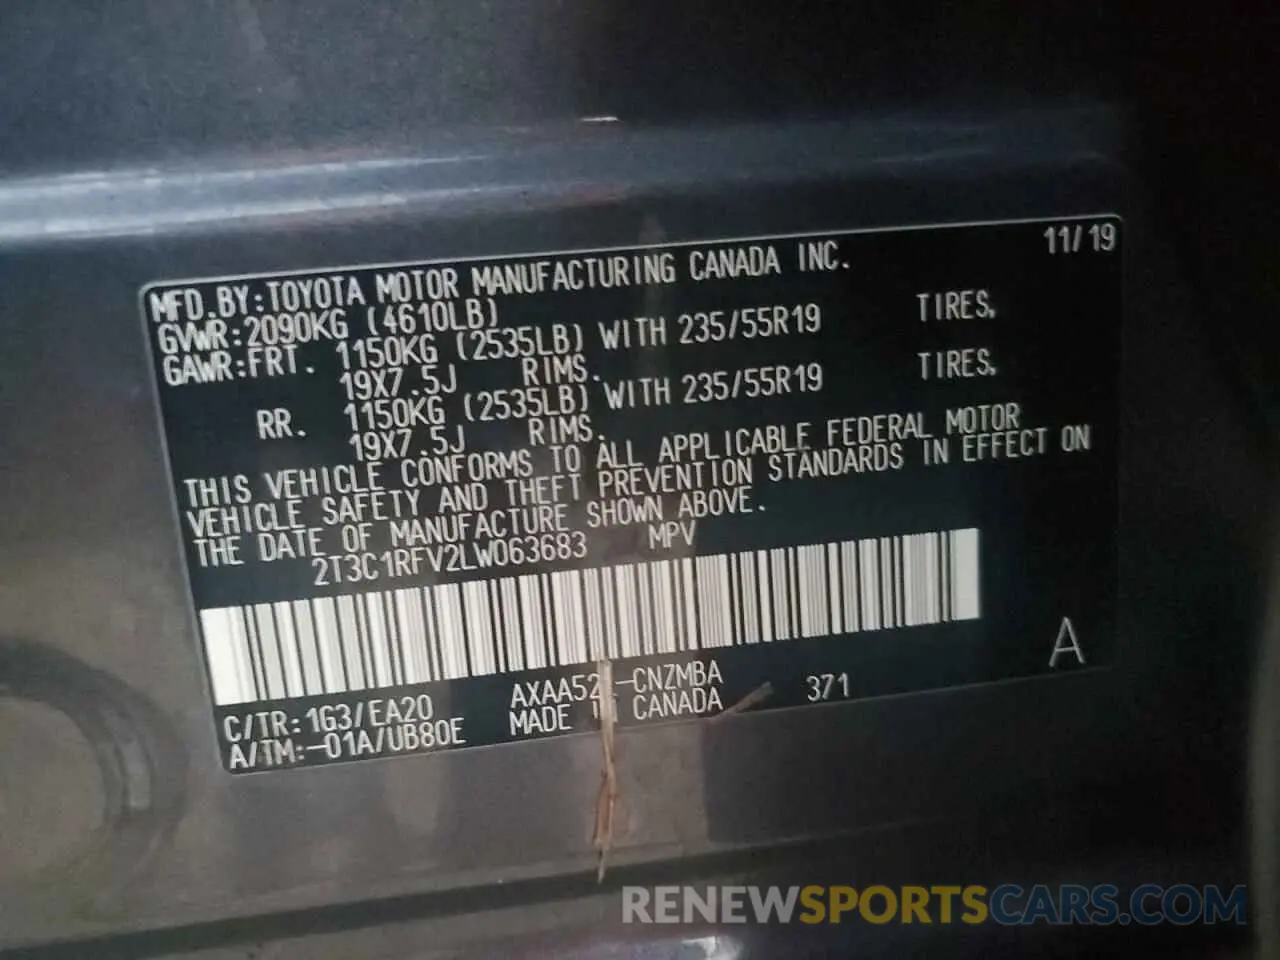 11/19
MFD.BY:TOYOTA MOTOR MANUFACTURING CANADA INC.
GVWR:2090KG (4610LB)
GAWR:FRT. 1150KG (2535LB) WITH 235/55R19 TIRES,
19X7.5J RIMS.
RR. 1150KG (2535LB) WITH 235/55R19 TIRES,
19X7.5J RIMS.
THIS VEHICLE CONFORMS TO ALL APPLICABLE FEDERAL MOTOR
VEHICLE SAFETY AND THEFT PREVENTION STANDARDS IN EFFECT ON
THE DATE OF MANUFACTURE SHOWN ABOVE.
2T3C1RFV2LW063683 MPV
A
C/TR:1G3/EA20 371
A/TM:-01A/UB80E MADE CANADA
RENEWSPORTSCARS.COM